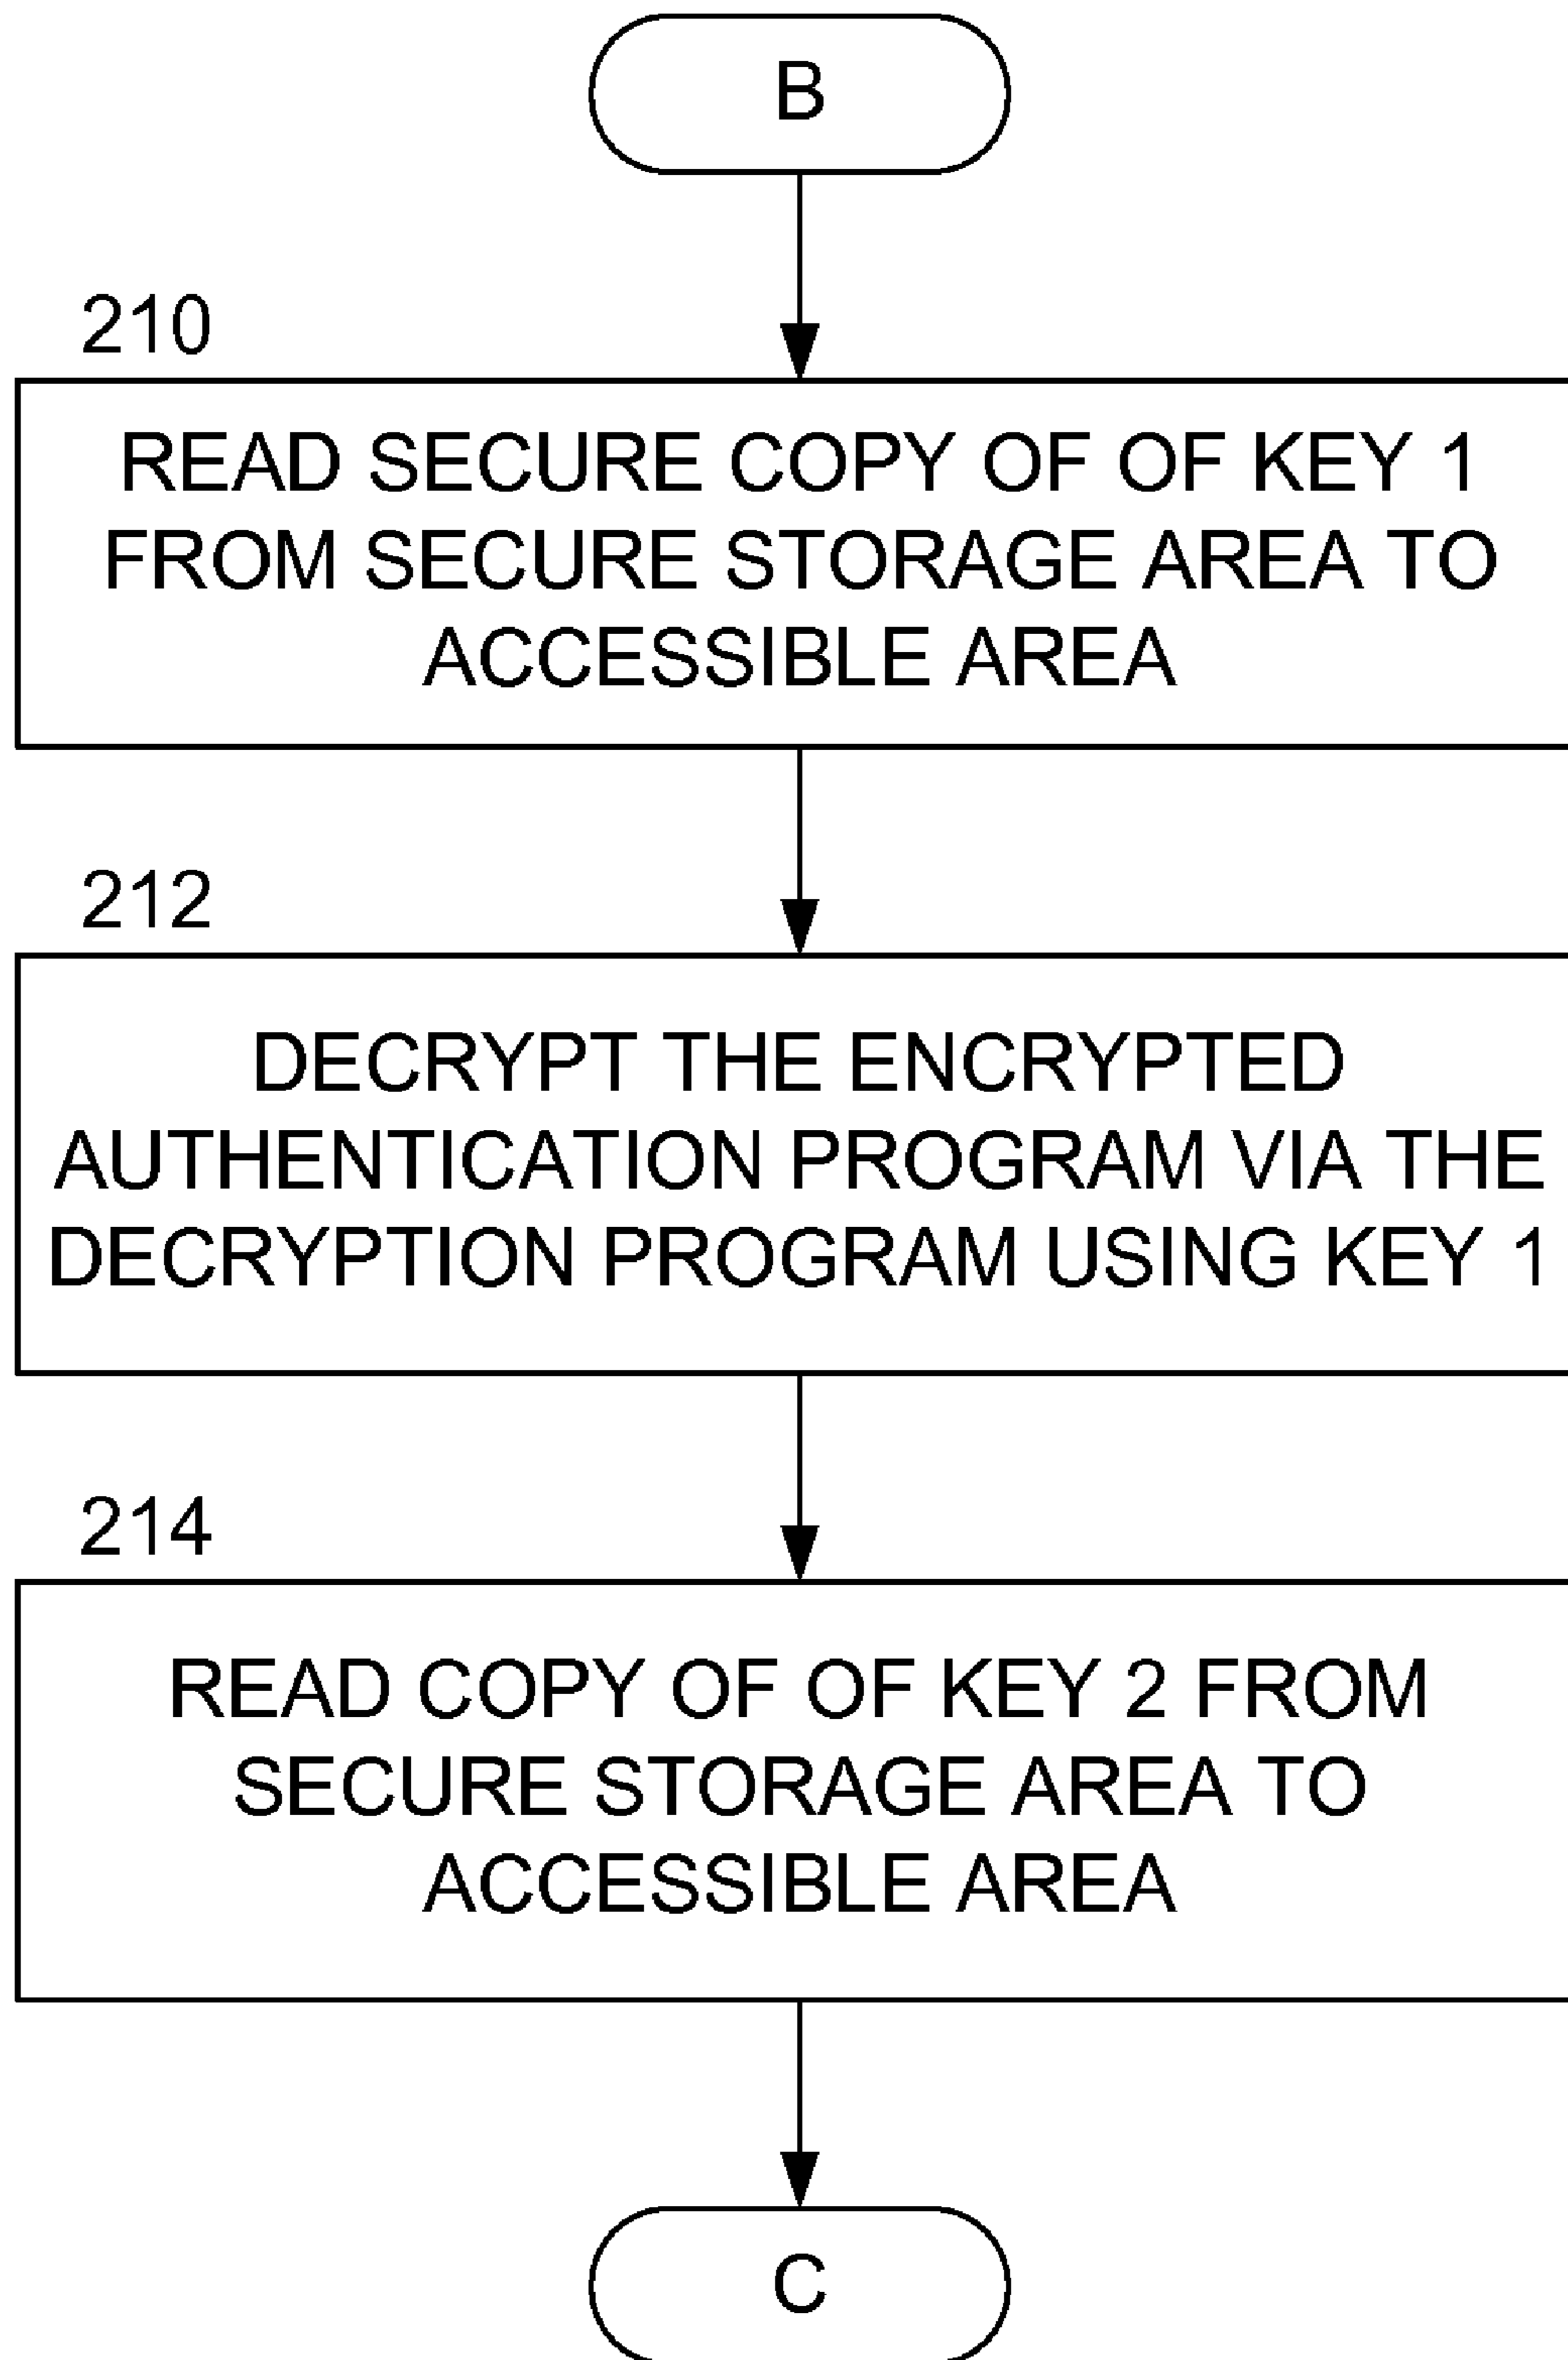 B
210
READ SECURE COPY OF OF KEY 1
FROM SECURE STORAGE AREA TO
ACCESSIBLE AREA
212
DECRYPT THE ENCRYPTED
AUTHENTICATION PROGRAM VIA THE
DECRYPTION PROGRAM USING KEY 1
214
READ COPY OF OF KEY 2 FROM
SECURE STORAGE AREA TO
ACCESSIBLE AREA
C